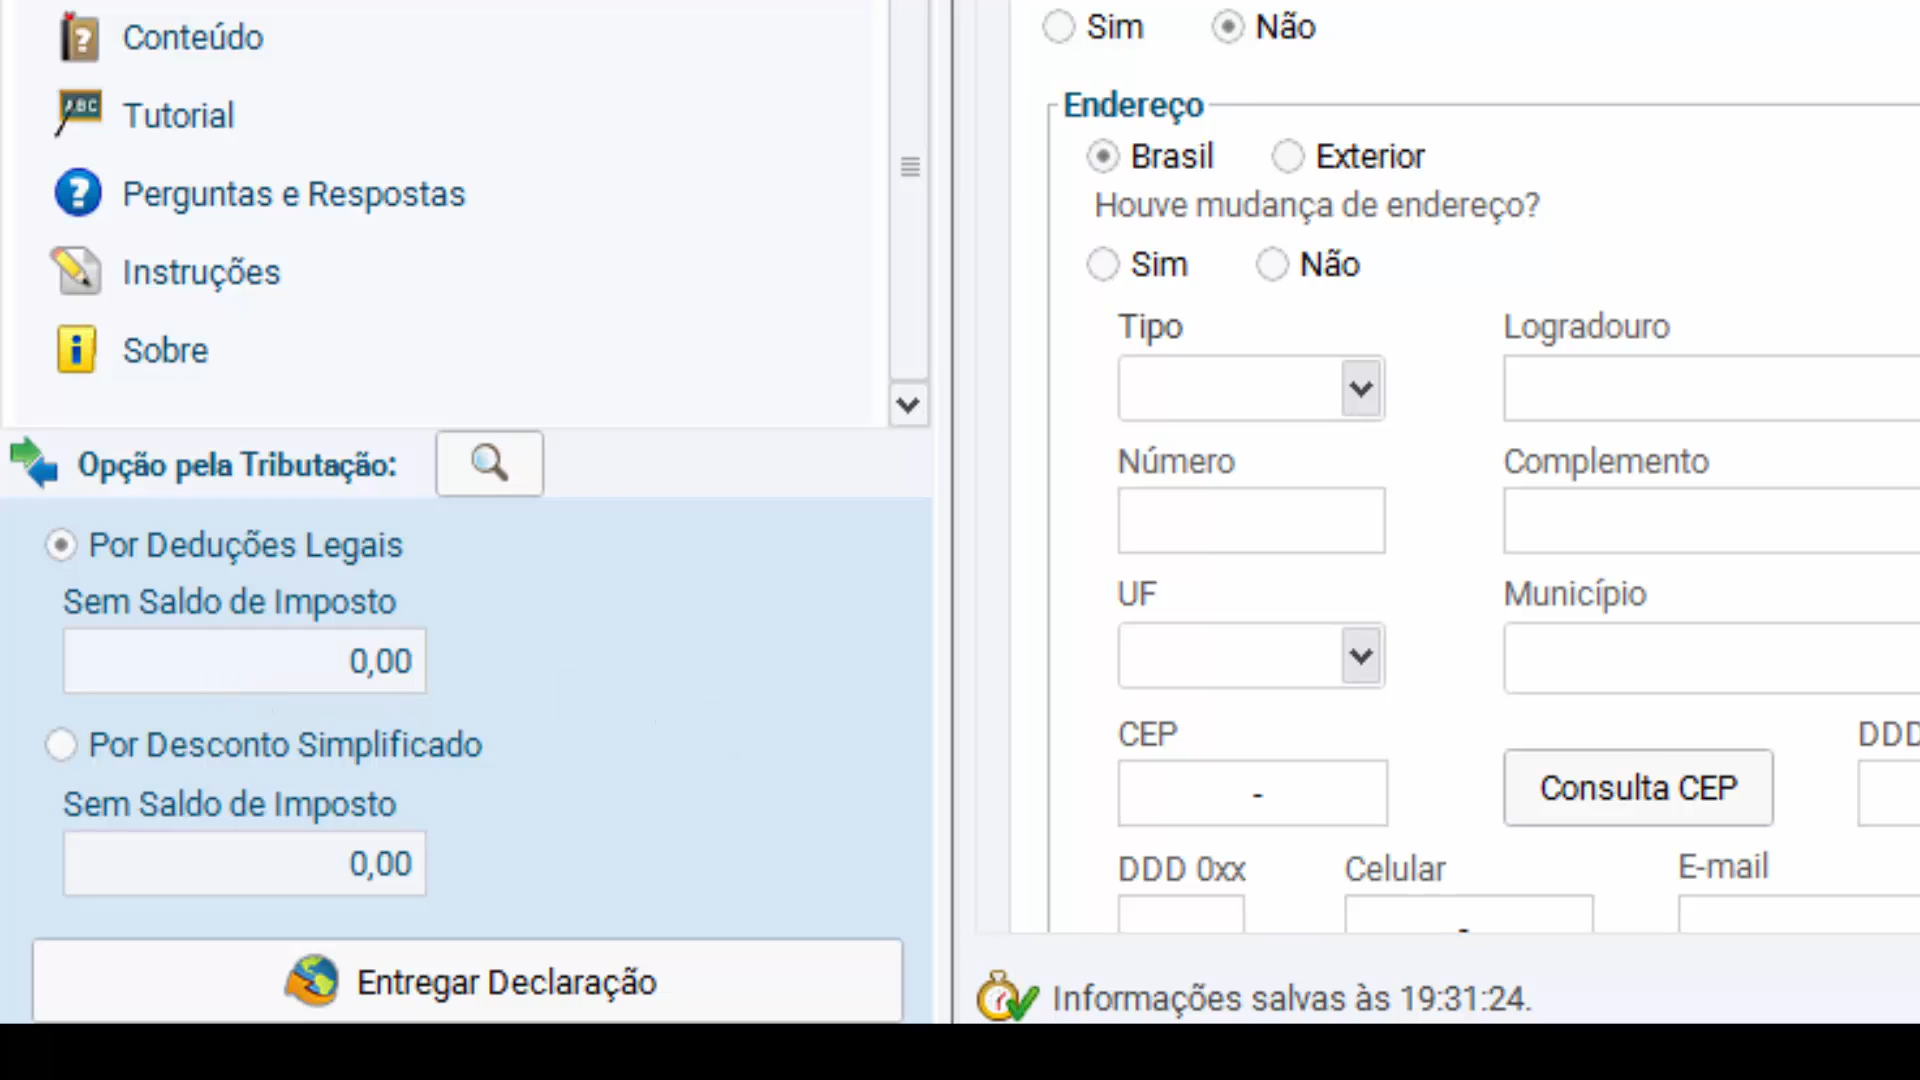 Conteúdo
Tutorial
Perguntas e Respostas
Instruções
Sobre
Opção pela Tributação:
Por Deduções Legais
Sem Saldo de Imposto
0,00
Por Desconto Simplificado
Sem Saldo de Imposto
0,00
Entregar Declaração
Sim Não
Endereço
Brasil Exterior
Houve mudança de endereço?
Sim Não
Tipo Logradouro
Número Complemento
UF Município
CEP DDD
- Consulta CEP
DDD 0xx Celular E-mail
-
Informações salvas às 19:31:24.